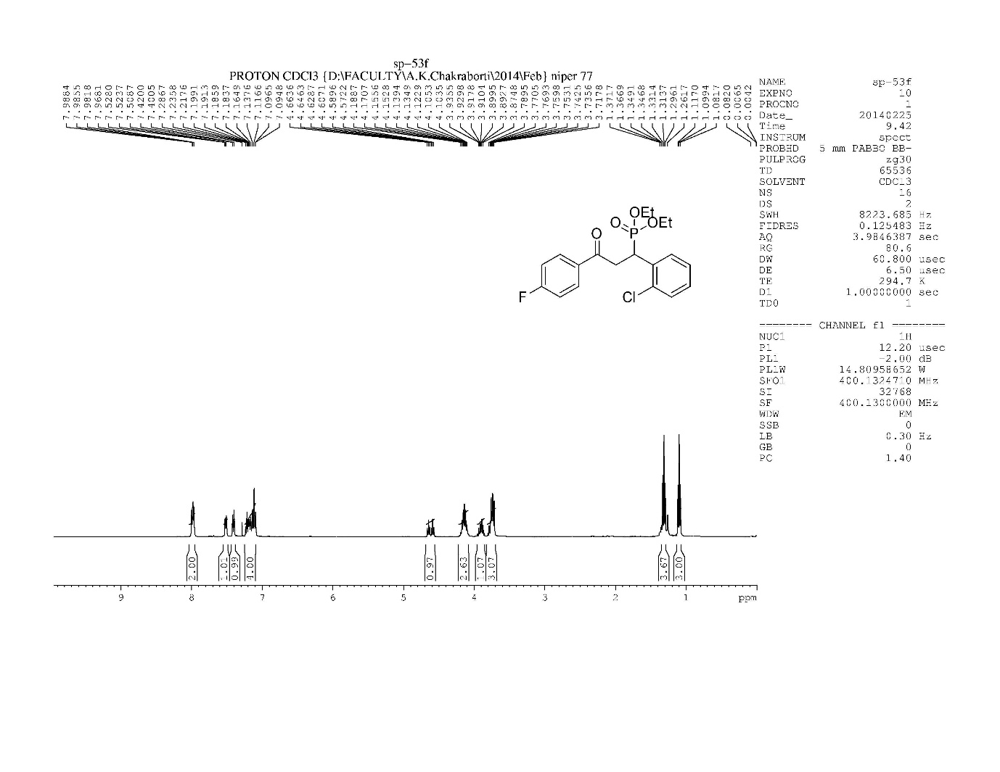 sp-53f
PROTON CDCl3 {D:\FACULTY\A.K.Chakraborti\2014\Feb} niper 77
7.9884
7.9855
7.9818
7.9681
7.5280
7.5237
7.5087
7.4200
7.4005
7.2867
7.2358
7.2176
7.1991
7.1913
7.1859
7.1837
7.1649
7.1376
7.1166
7.0965
7.0948
4.6636
4.6463
4.6287
4.6071
4.5896
4.5722
4.1887
4.1707
4.1556
4.1528
4.1394
4.1349
4.1229
4.1053
4.1035
3.9355
3.9298
3.9178
3.9104
3.8995
3.8927
3.8748
3.7895
3.7705
3.7693
3.7598
3.7531
3.7425
3.7356
3.7178
1.3717
1.3669
1.3491
1.3468
1.3314
1.3137
1.2961
1.2617
1.1170
1.0994
1.0817
0.0820
0.0065
0.0042
NAME sp-53f
EXPNO 10
PROCNO 1
Date_ 20140225
Time 9.42
INSTRUM spect
PROBHD 5 mm PABBO BB-
PULPROG zg30
TD 65536
SOLVENT CDCl3
NS 16
DS 2
SWH 8223.685 Hz
FIDRES 0.125483 Hz
AQ 3.9846387 sec
RG 80.6
DW 60.800 usec
DE 6.50 usec
TE 294.7 K
D1 1.00000000 sec
TD0 1
======== CHANNEL f1 ========
NUC1 1H
P1 12.20 usec
PL1 -2.00 dB
PL1W 14.80958652 W
SFO1 400.1324710 MHz
SI 32768
SF 400.1300000 MHz
WDW EM
SSB 0
LB 0.30 Hz
GB 0
PC 1.40
OEt
O OEt
P
O
F
Cl
2.00
1.01
0.99
4.00
0.97
2.63
1.07
3.07
3.67
3.00
9 8 7 6 5 4 3 2 1 ppm